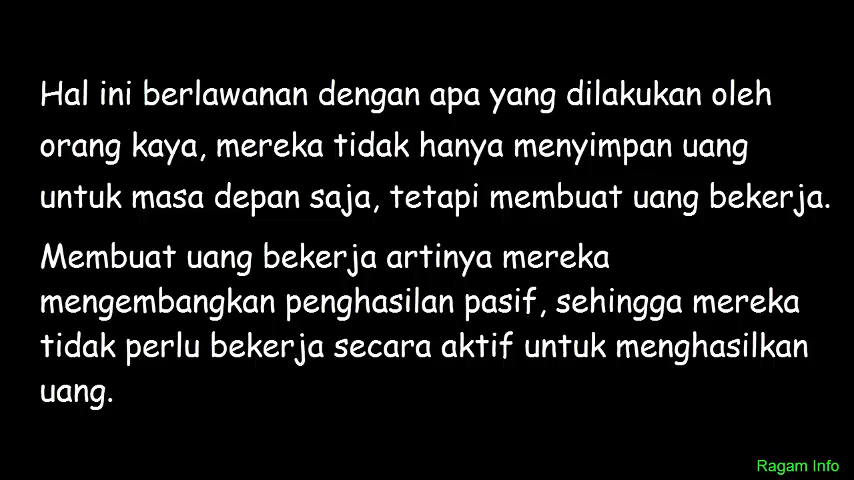 Hal ini berlawanan dengan apa yang dilakukan oleh
orang kaya, mereka tidak hanya menyimpan uang
untuk masa depan saja, tetapi membuat uang bekerja.
Membuat uang bekerja artinya mereka
mengembangkan penghasilan pasif, sehingga mereka
tidak perlu bekerja secara aktif untuk menghasilkan
uang.
Ragam Info